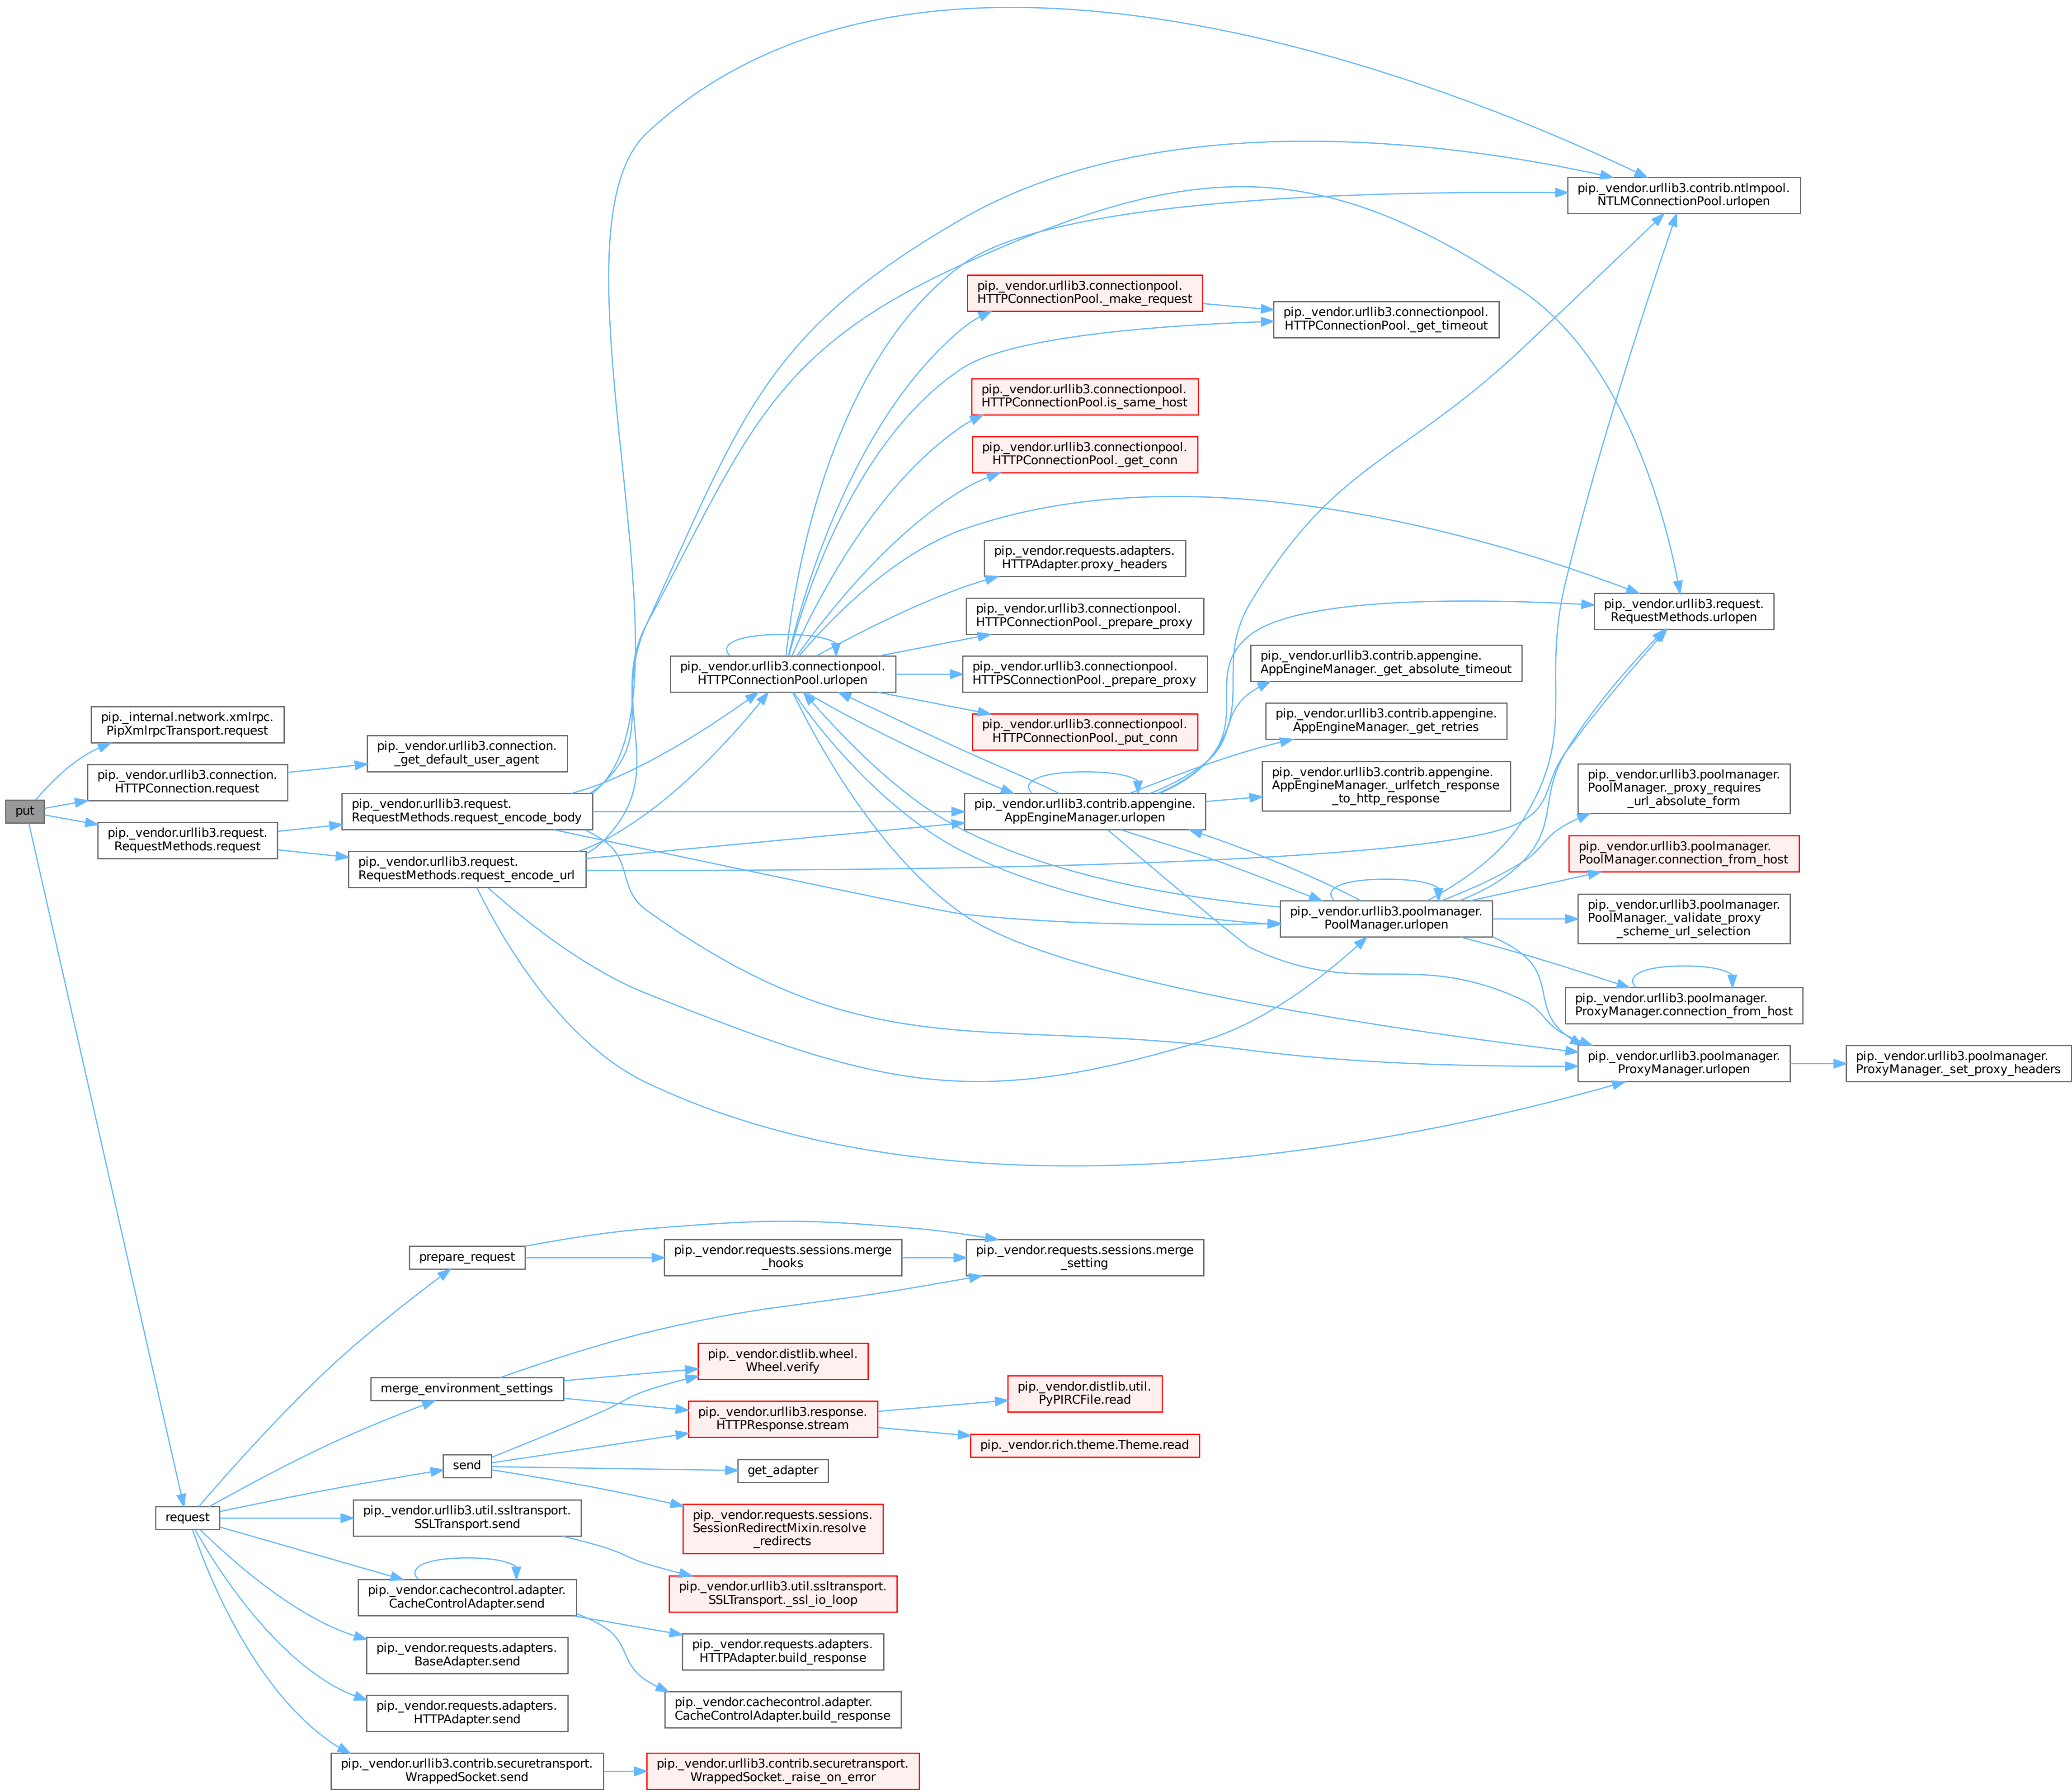 pip._vendor.urllib3.contrib.ntlmpool.
NTLMConnectionPool.urlopen
pip._vendor.urllib3.connectionpool.
HTTPConnectionPool._make_request
pip._vendor.urllib3.connectionpool.
HTTPConnectionPool._get_timeout
pip._vendor.urllib3.connectionpool.
HTTPConnectionPool.is_same_host
pip._vendor.urllib3.connectionpool.
HTTPConnectionPool._get_conn
pip._vendor.requests.adapters.
HTTPAdapter.proxy_headers
pip._vendor.urllib3.connectionpool.
HTTPConnectionPool._prepare_proxy
pip._vendor.urllib3.request.
RequestMethods.urlopen
pip._vendor.urllib3.connectionpool.
HTTPConnectionPool.urlopen
pip._vendor.urllib3.connectionpool.
HTTPSConnectionPool._prepare_proxy
pip._vendor.urllib3.contrib.appengine.
AppEngineManager._get_absolute_timeout
pip._internal.network.xmlrpc.
PipXmlrpcTransport.request
pip._vendor.urllib3.connectionpool.
HTTPConnectionPool._put_conn
pip._vendor.urllib3.contrib.appengine.
AppEngineManager._get_retries
pip._vendor.urllib3.connection.
_get_default_user_agent
pip._vendor.urllib3.connection.
HTTPConnection.request
pip._vendor.urllib3.contrib.appengine.
AppEngineManager._urlfetch_response
_to_http_response
pip._vendor.urllib3.poolmanager.
PoolManager._proxy_requires
_url_absolute_form
put
pip._vendor.urllib3.request.
RequestMethods.request_encode_body
pip._vendor.urllib3.contrib.appengine.
AppEngineManager.urlopen
pip._vendor.urllib3.request.
RequestMethods.request
pip._vendor.urllib3.request.
RequestMethods.request_encode_url
pip._vendor.urllib3.poolmanager.
PoolManager.connection_from_host
pip._vendor.urllib3.poolmanager.
PoolManager.urlopen
pip._vendor.urllib3.poolmanager.
PoolManager._validate_proxy
_scheme_url_selection
pip._vendor.urllib3.poolmanager.
ProxyManager.connection_from_host
pip._vendor.urllib3.poolmanager.
ProxyManager.urlopen
pip._vendor.urllib3.poolmanager.
ProxyManager._set_proxy_headers
prepare_request
pip._vendor.requests.sessions.merge
_hooks
pip._vendor.requests.sessions.merge
_setting
pip._vendor.distlib.wheel.
Wheel.verify
merge_environment_settings
pip._vendor.distlib.util.
PyPIRCFile.read
pip._vendor.urllib3.response.
HTTPResponse.stream
pip._vendor.rich.theme.Theme.read
send
get_adapter
request
pip._vendor.urllib3.util.ssltransport.
SSLTransport.send
pip._vendor.requests.sessions.
SessionRedirectMixin.resolve
_redirects
pip._vendor.cachecontrol.adapter.
CacheControlAdapter.send
pip._vendor.urllib3.util.ssltransport.
SSLTransport._ssl_io_loop
pip._vendor.requests.adapters.
BaseAdapter.send
pip._vendor.requests.adapters.
HTTPAdapter.build_response
pip._vendor.requests.adapters.
HTTPAdapter.send
pip._vendor.cachecontrol.adapter.
CacheControlAdapter.build_response
pip._vendor.urllib3.contrib.securetransport.
WrappedSocket.send
pip._vendor.urllib3.contrib.securetransport.
WrappedSocket._raise_on_error